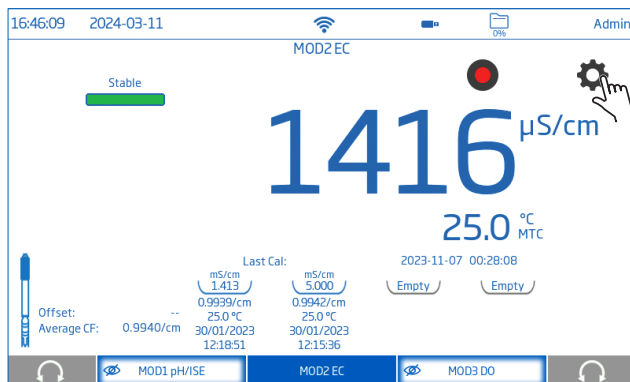 16:46:09 2024-03-11 0% Admin
MOD2 EC
Stable
1416 µS/cm
25.0 °C
MTC
Last Cal: 2023-11-07 00:28:08
mS/cm mS/cm
1.413 5.000 Empty Empty
0.9939/cm 0.9942/cm
Offset: -- 25.0 °C 25.0 °C
Average CF: 0.9940/cm 30/01/2023 30/01/2023
12:18:51 12:15:36
MOD1 pH/ISE MOD2 EC MOD3 DO